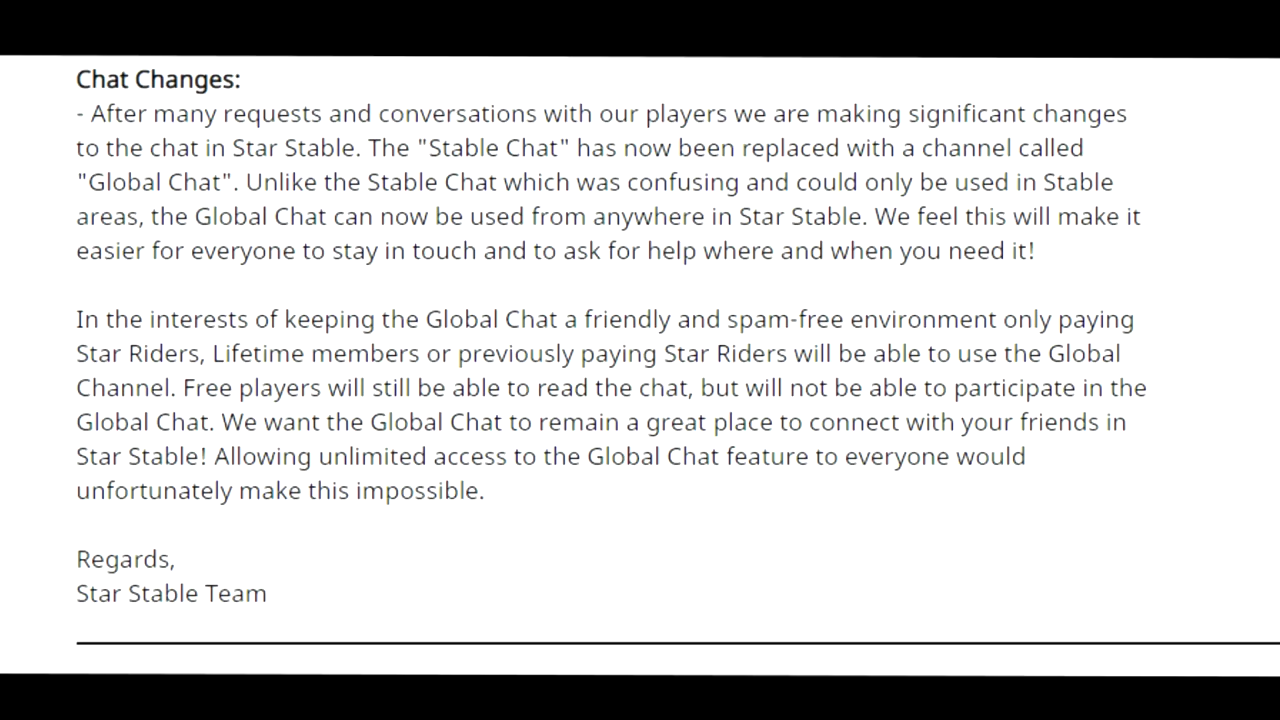 Chat Changes:
- After many requests and conversations with our players we are making significant changes
to the chat in Star Stable. The "Stable Chat" has now been replaced with a channel called
"Global Chat". Unlike the Stable Chat which was confusing and could only be used in Stable
areas, the Global Chat can now be used from anywhere in Star Stable. We feel this will make it
easier for everyone to stay in touch and to ask for help where and when you need it!
In the interests of keeping the Global Chat a friendly and spam-free environment only paying
Star Riders, Lifetime members or previously paying Star Riders will be able to use the Global
Channel. Free players will still be able to read the chat, but will not be able to participate in the
Global Chat. We want the Global Chat to remain a great place to connect with your friends in
Star Stable! Allowing unlimited access to the Global Chat feature to everyone would
unfortunately make this impossible.
Regards,
Star Stable Team